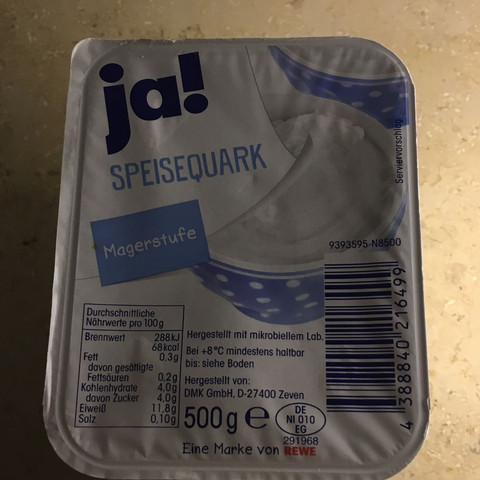 ja!
SPEISEQUARK
Magerstufe
Serviervorschlag
9393595-N8500
4 388840 216499
Durchschnittliche
Nährwerte pro 100g
Brennwert 288kJ
68kcal
Fett 0,3g
davon gesättigte
Fettsäuren 0,2g
Kohlenhydrate 4,0g
davon Zucker 4,0g
Eiweiß 11,8g
Salz 0,10g
Hergestellt mit mikrobiellem Lab.
Bei +8°C mindestens haltbar
bis: siehe Boden
Hergestellt von:
DMK GmbH, D-27400 Zeven
500g e
DE
NI 010
EG
291968
Eine Marke von REWE